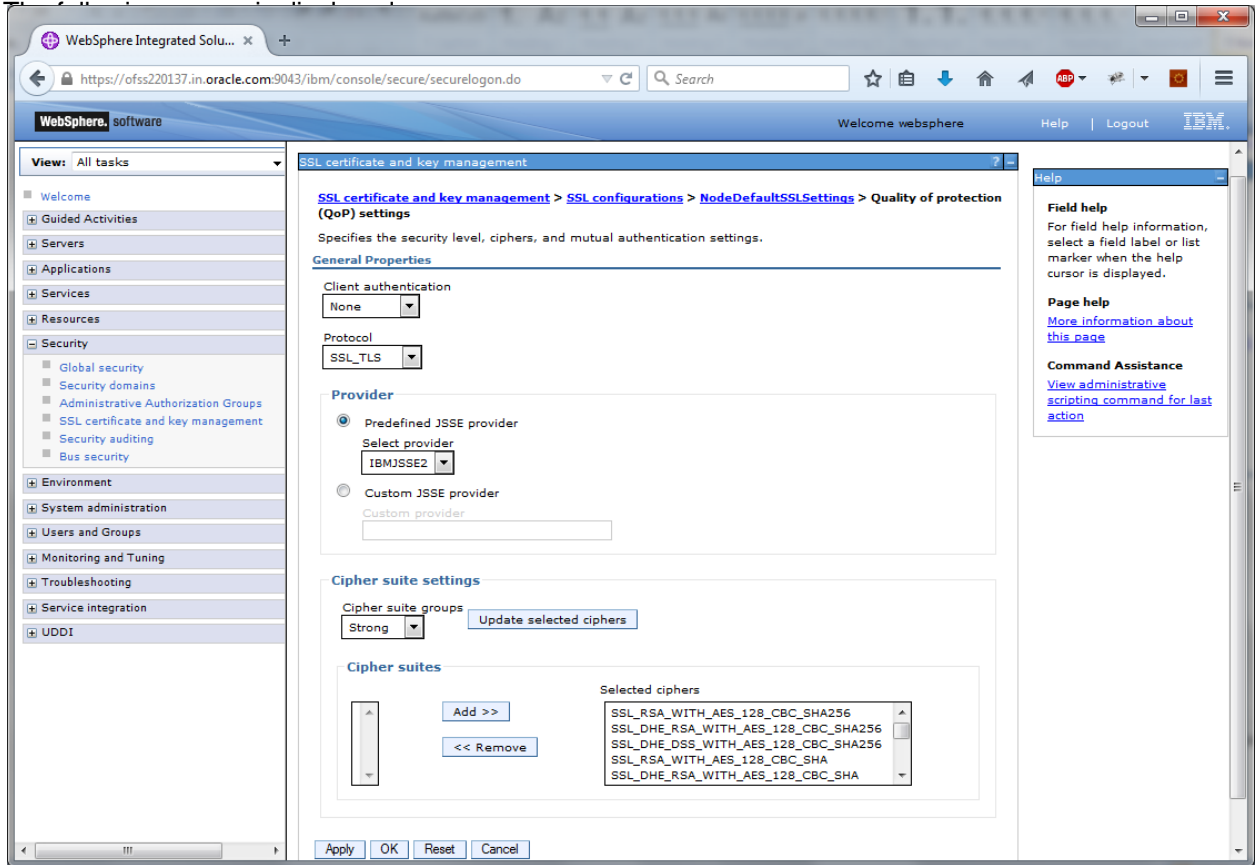 WebSphere Integrated Solu... × +
https://ofss220137.in.oracle.com:9043/ibm/console/secure/securelogon.do Search ABP
WebSphere. software Welcome websphere Help | Logout IBM.
View: All tasks
Welcome
Guided Activities
Servers
Applications
Services
Resources
Security
Global security
Security domains
Administrative Authorization Groups
SSL certificate and key management
Security auditing
Bus security
Environment
System administration
Users and Groups
Monitoring and Tuning
Troubleshooting
Service integration
UDDI
SSL certificate and key management ? -
SSL certificate and key management > SSL configurations > NodeDefaultSSLSettings > Quality of protection
(QoP) settings
Specifies the security level, ciphers, and mutual authentication settings.
General Properties
Client authentication
None
Protocol
SSL_TLS
Provider
Predefined JSSE provider
Select provider
IBMJSSE2
Custom JSSE provider
Custom provider
Cipher suite settings
Cipher suite groups
Strong Update selected ciphers
Cipher suites
Selected ciphers
Add >>
<< Remove
SSL_RSA_WITH_AES_128_CBC_SHA256
SSL_DHE_RSA_WITH_AES_128_CBC_SHA256
SSL_DHE_DSS_WITH_AES_128_CBC_SHA256
SSL_RSA_WITH_AES_128_CBC_SHA
SSL_DHE_RSA_WITH_AES_128_CBC_SHA
Apply OK Reset Cancel
Help -
Field help
For field help information,
select a field label or list
marker when the help
cursor is displayed.
Page help
More information about
this page
Command Assistance
View administrative
scripting command for last
action